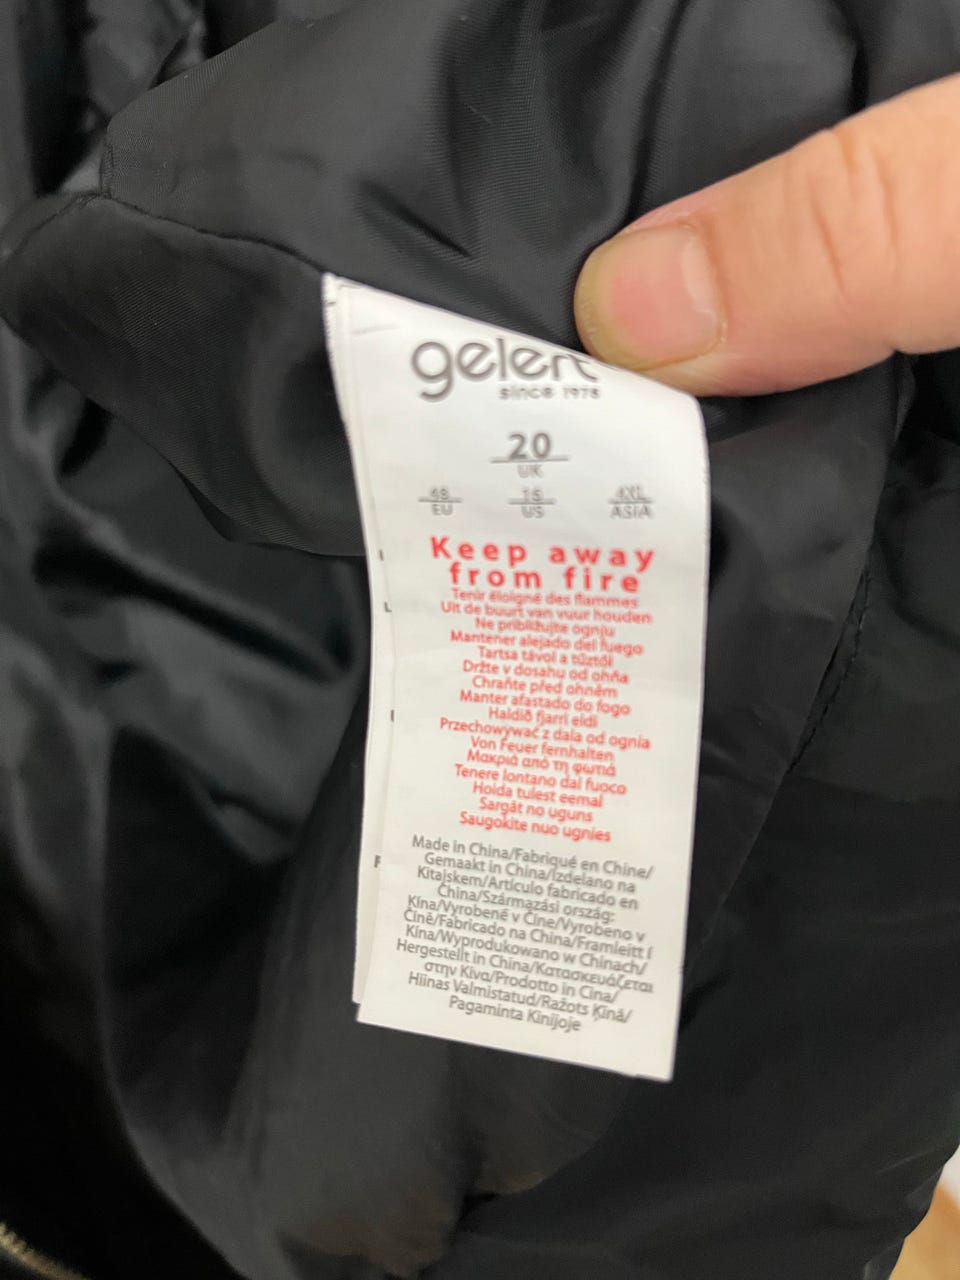 gelert
since 1978
20
UK
48 16 4XL
EU US ASIA
Keep away
from fire
Tenir éloigné des flammes
Uit de buurt van vuur houden
Ne približujte ognju
Mantener alejado del fuego
Tartsa távol a tűztől
Držte v dosahu od ohňa
Chraňte před ohněm
Manter afastado do fogo
Haldið fjarri eldi
Przechowywać z dala od ognia
Von Feuer fernhalten
Μακριά από τη φωτιά
Tenere lontano dal fuoco
Hoida tulest eemal
Sargāt no uguns
Saugokite nuo ugnies
Made in China/Fabriqué en Chine/
Gemaakt in China/Izdelano na
Kitajskem/Artículo fabricado en
China/Származási ország:
Kína/Vyrobené v Číne/Vyrobeno v
Číně/Fabricado na China/Framleitt í
Kína/Wyprodukowano w Chinach/
Hergestellt in China/Κατασκευάζεται
στην Κίνα/Prodotto in Cina/
Hiinas Valmistatud/Ražots Ķīnā/
Pagaminta Kinijoje